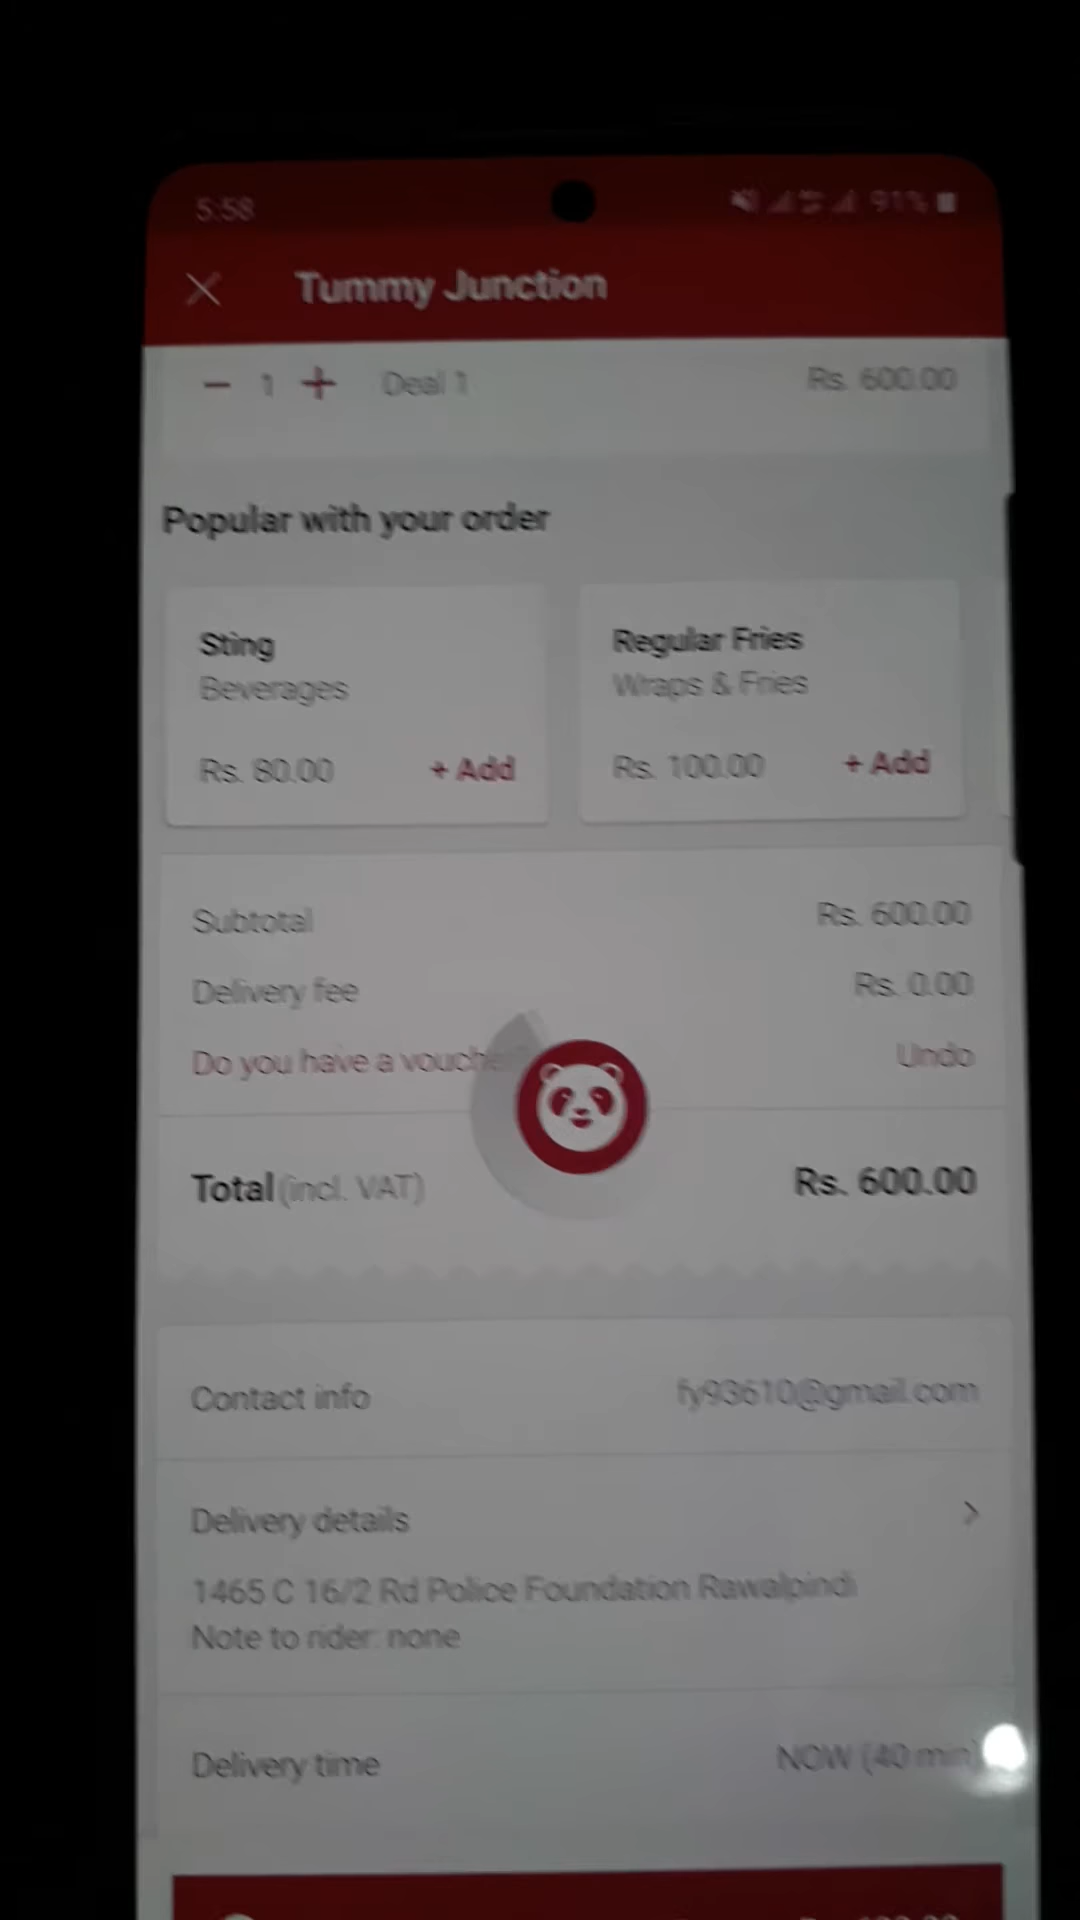 5:58
91%
Tummy Junction
− 1 + Deal 1 Rs. 600.00
Popular with your order
Sting
Beverages
Rs. 80.00 + Add
Regular Fries
Wraps & Fries
Rs. 100.00 + Add
Subtotal Rs. 600.00
Delivery fee Rs. 0.00
Do you have a Undo
Total (incl. VAT) Rs. 600.00
Contact info fy93610@gmail.com
Delivery details >
1465 C 16/2 Rd Police Foundation Rawalpindi
Note to rider: none
Delivery time NOW (40 min)